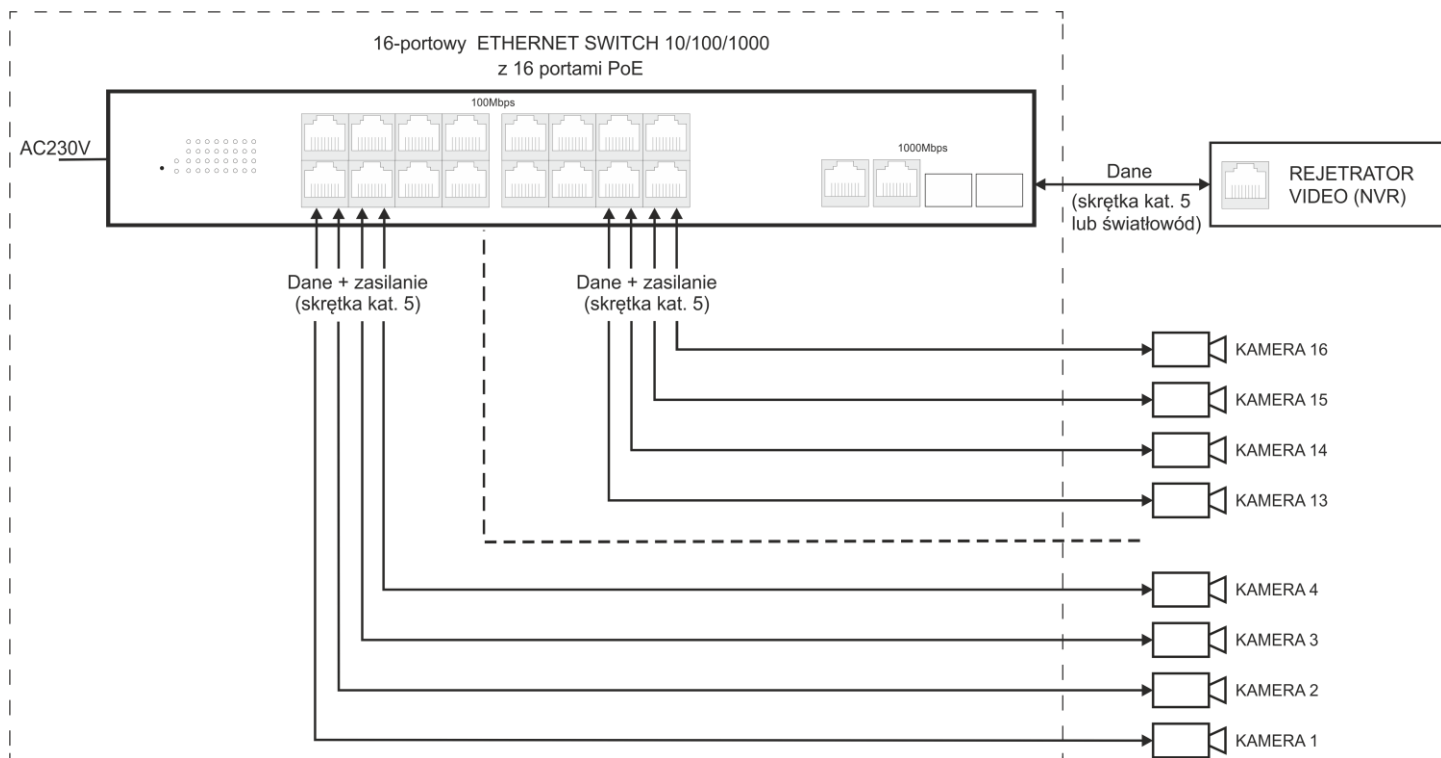 16-portowy ETHERNET SWITCH 10/100/1000
z 16 portami PoE
100Mbps
AC230V
1000Mbps
Dane
(skrętka kat. 5
lub światłowód)
REJETRATOR
VIDEO (NVR)
Dane + zasilanie
(skrętka kat. 5)
Dane + zasilanie
(skrętka kat. 5)
KAMERA 16
KAMERA 15
KAMERA 14
KAMERA 13
KAMERA 4
KAMERA 3
KAMERA 2
KAMERA 1